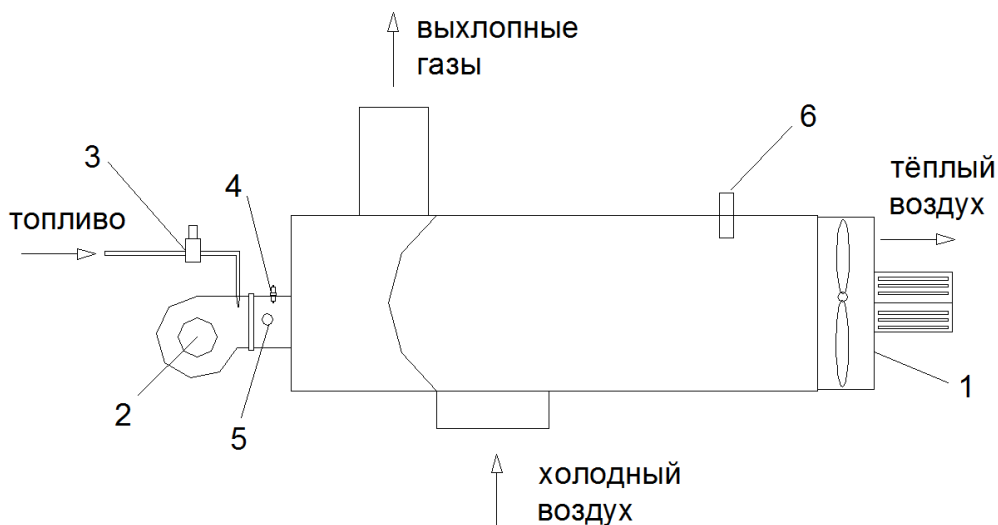 выхлопные
газы
6
3
4
тёплый
воздух
топливо
2
5
1
холодный
воздух